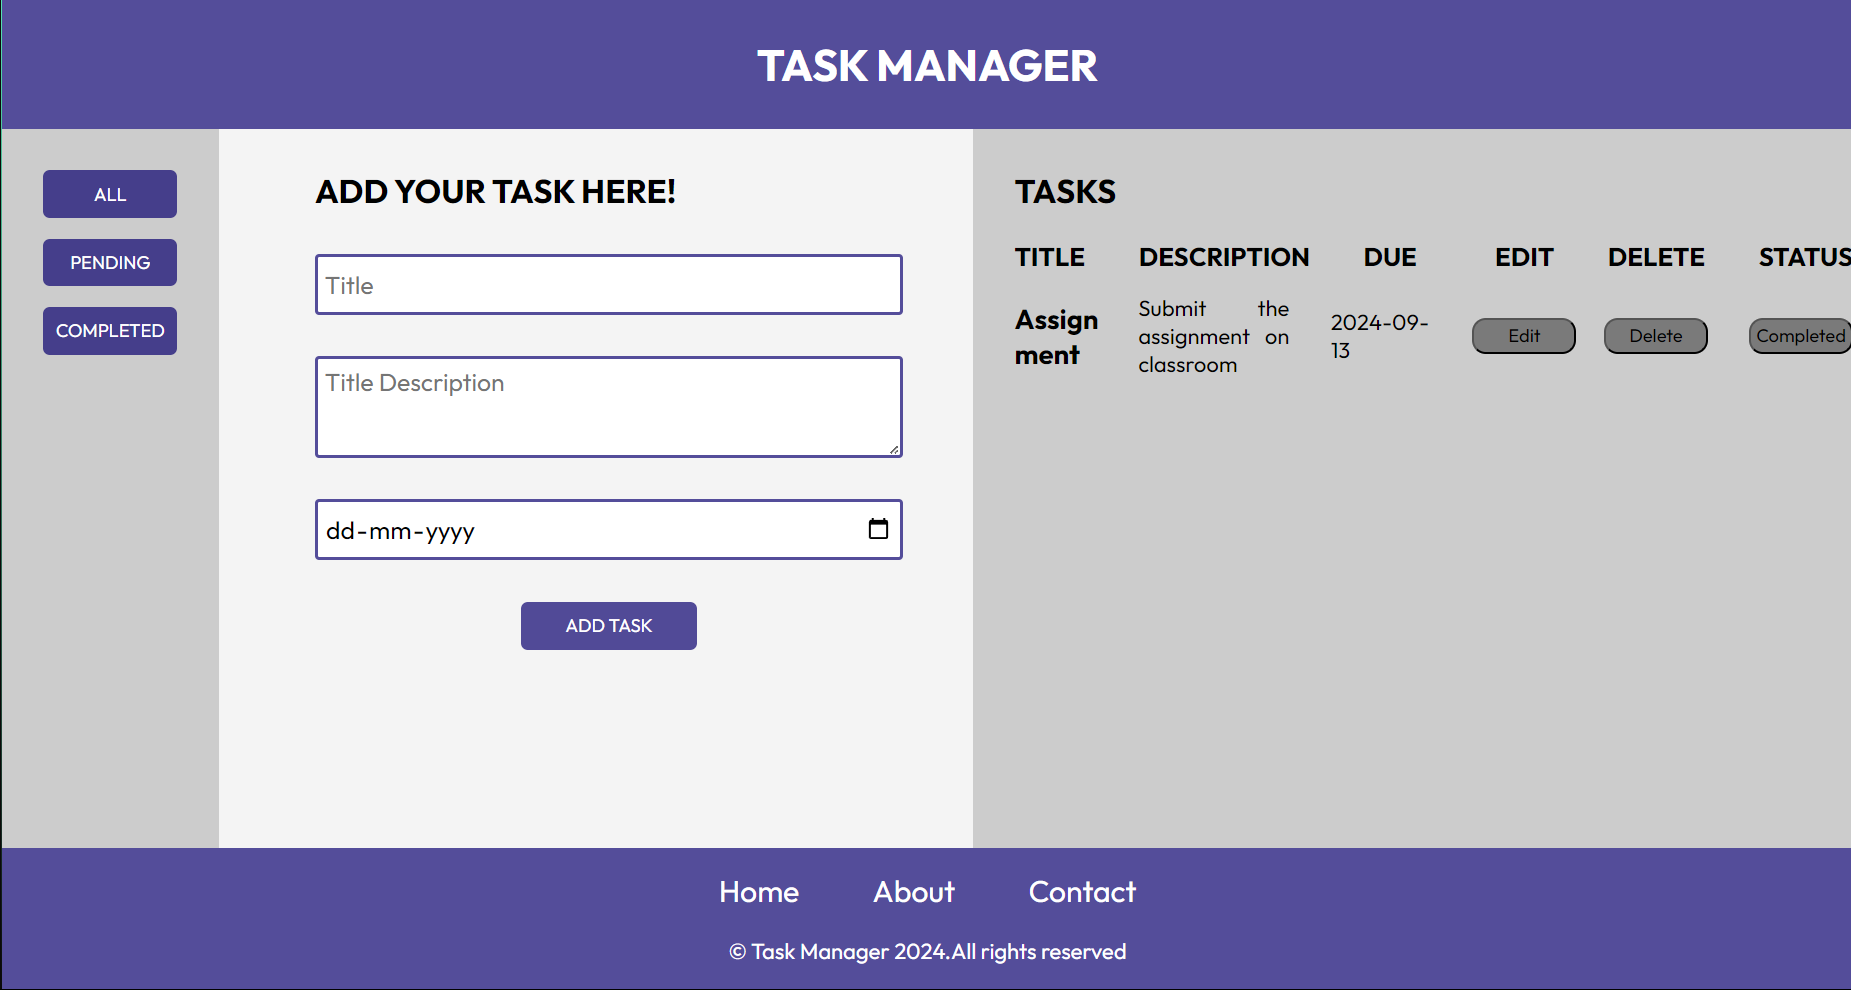 TASK MANAGER
ALL
PENDING
COMPLETED
ADD YOUR TASK HERE!
Title
Title Description
dd-mm-yyyy
ADD TASK
TASKS
TITLE DESCRIPTION DUE EDIT DELETE STATUS
Assign
ment
Submit the
assignment on
classroom
2024-09-
13
Edit Delete Completed
Home About Contact
© Task Manager 2024.All rights reserved